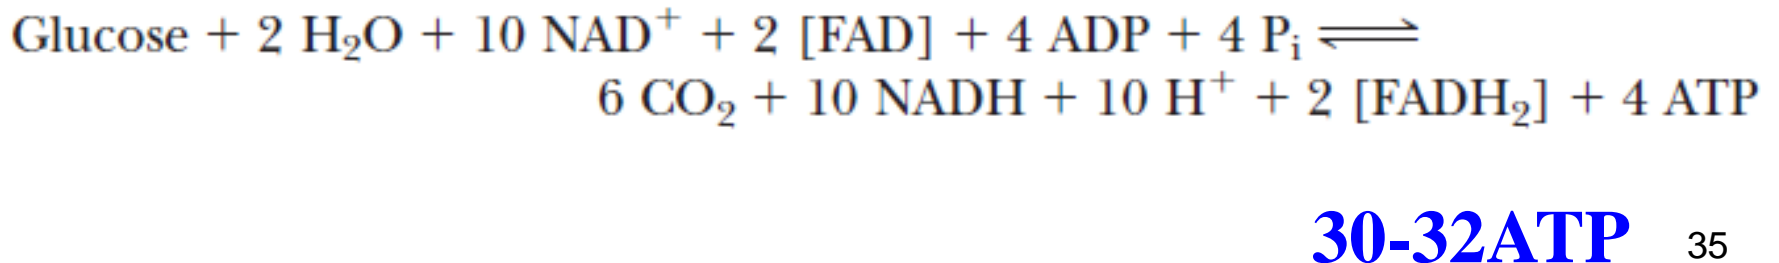 Glucose + 2 H₂O + 10 NAD⁺ + 2 [FAD] + 4 ADP + 4 Pᵢ ⇌
6 CO₂ + 10 NADH + 10 H⁺ + 2 [FADH₂] + 4 ATP
30-32ATP 35